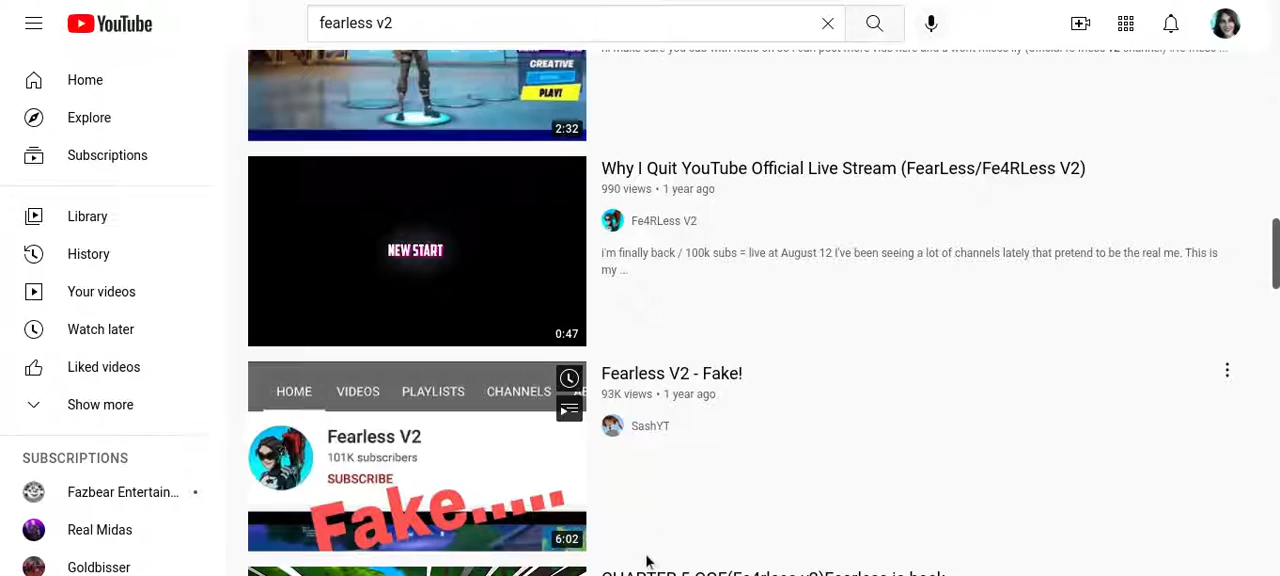 YouTube
fearless v2
Home
Explore
Subscriptions
Library
History
Your videos
Watch later
Liked videos
Show more
SUBSCRIPTIONS
Fazbear Entertain...
Real Midas
Goldbisser
CREATIVE
PLAY!
2:32
NEW START
0:47
Why I Quit YouTube Official Live Stream (FearLess/Fe4RLess V2)
990 views • 1 year ago
Fe4RLess V2
i'm finally back / 100k subs = live at August 12 I've been seeing a lot of channels lately that pretend to be the real me. This is
my ...
HOME VIDEOS PLAYLISTS CHANNELS
Fearless V2
101K subscribers
SUBSCRIBE
Fake.....
6:02
Fearless V2 - Fake!
93K views • 1 year ago
SashYT